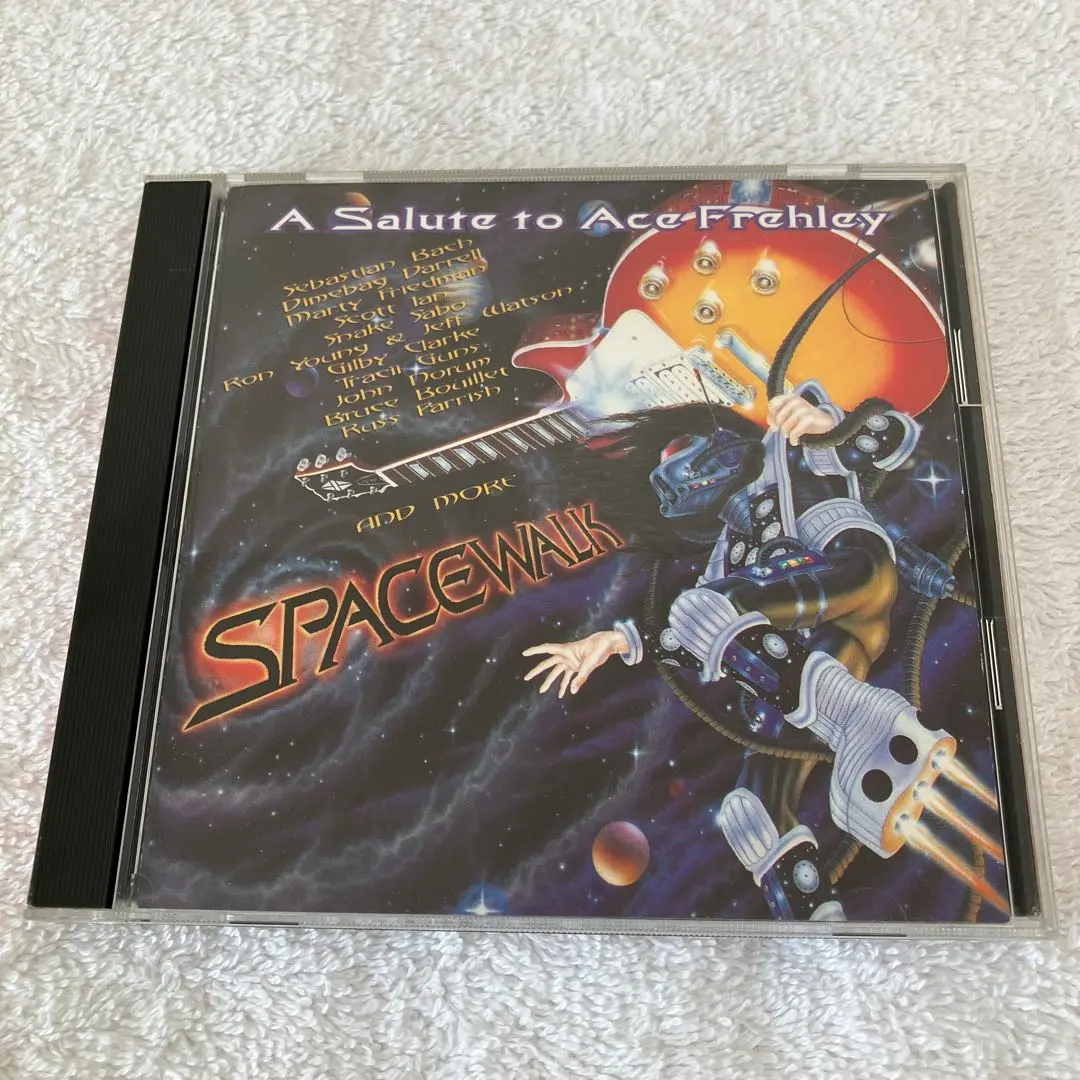 A Salute to Ace Frehley
Sebastian Bach
Dimebag Darrell
Marty Friedman
Scott Ian
Snake Sabo
Ron Young & Jeff Watson
Gilby Clarke
Tracii Guns
John Norum
Bruce Bouillet
Russ Parrish
AND MORE
SPACEWALK